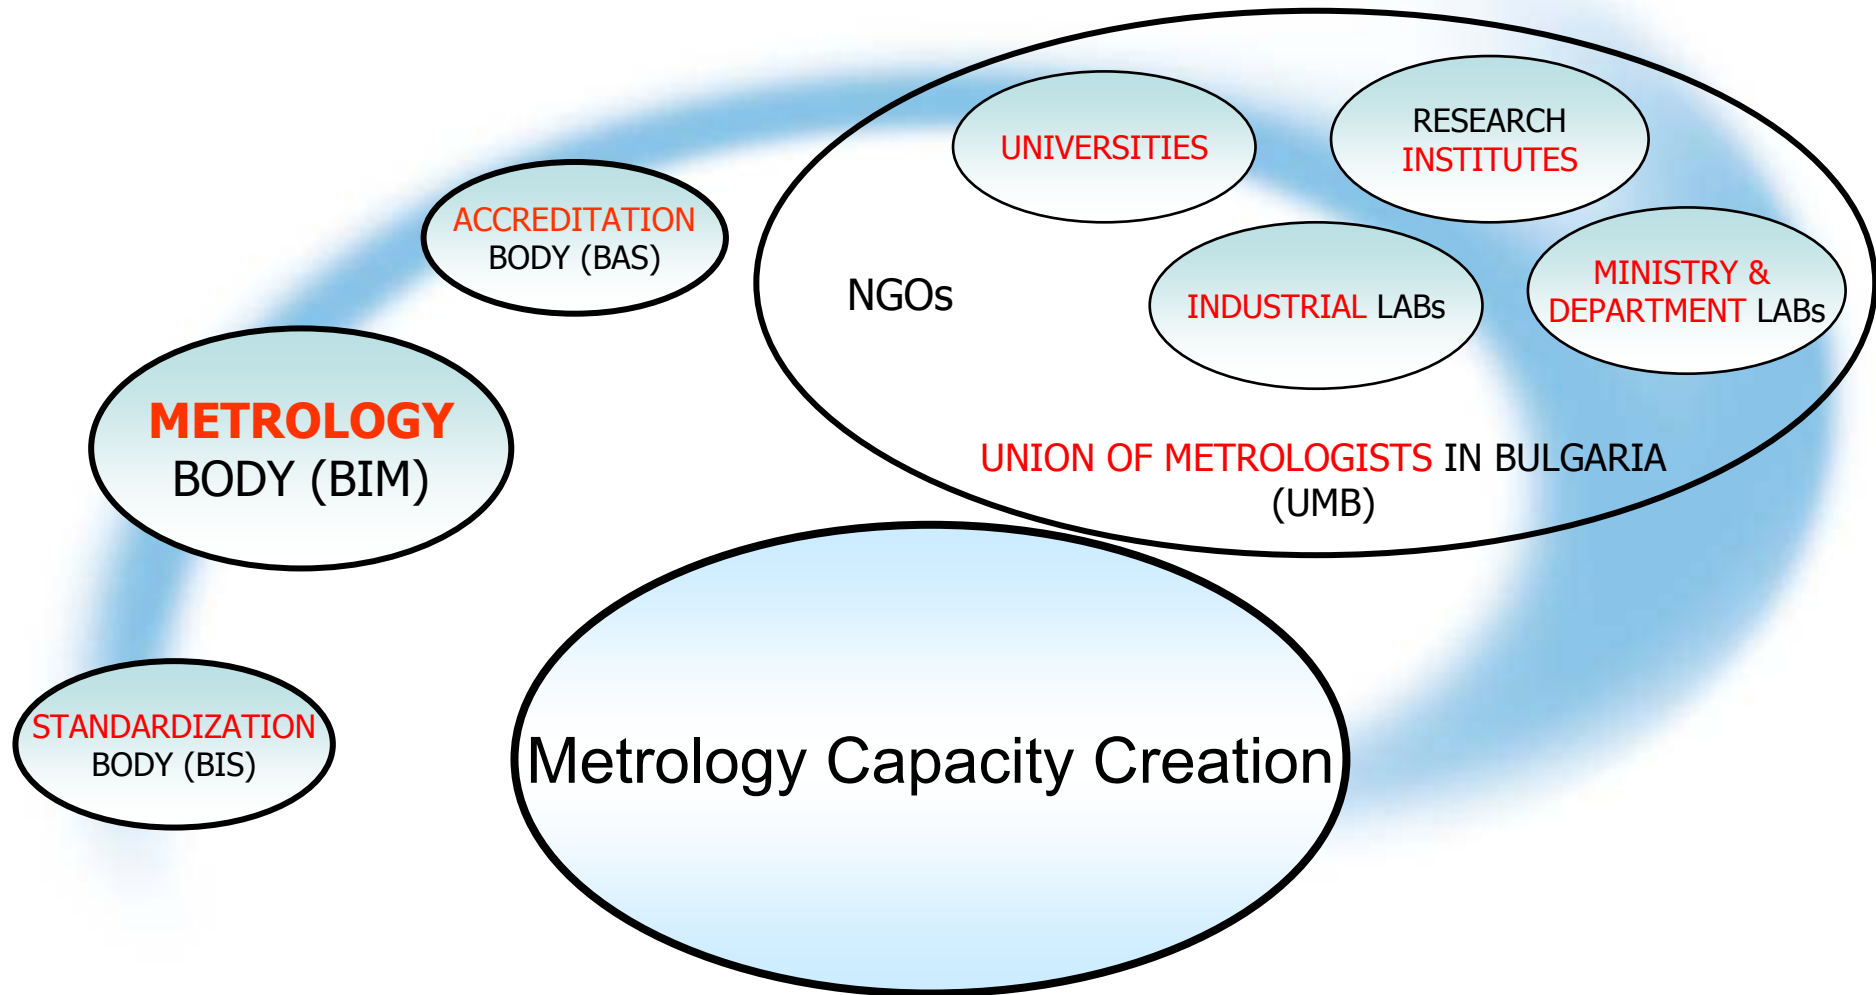 UNIVERSITIES
RESEARCH
INSTITUTES
ACCREDITATION
BODY (BAS)
NGOs
INDUSTRIAL LABs
MINISTRY &
DEPARTMENT LABs
METROLOGY
BODY (BIM)
UNION OF METROLOGISTS IN BULGARIA
(UMB)
STANDARDIZATION
BODY (BIS)
Metrology Capacity Creation